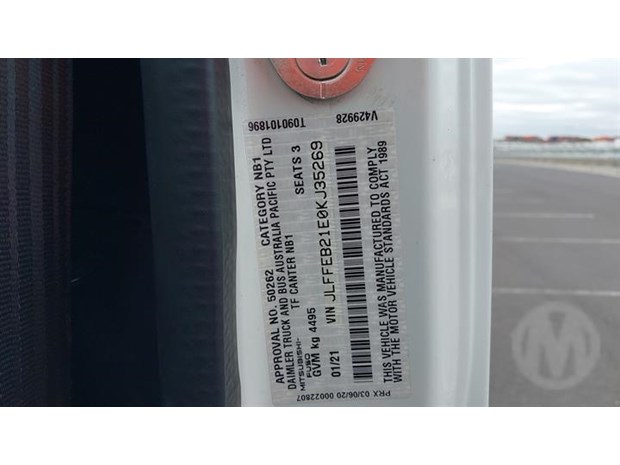 APPROVAL NO. 50262 CATEGORY NB1 T090101896
DAIMLER TRUCK AND BUS AUSTRALIA PACIFIC PTY LTD
MITSUBISHI-FUSO TF CANTER NB1 SEATS 3
GVM kg 4495
01/21 VIN JLFFEB21E0KJ35269 V429928
THIS VEHICLE WAS MANUFACTURED TO COMPLY
WITH THE MOTOR VEHICLE STANDARDS ACT 1989
PRX 03/06/20 00022807
M